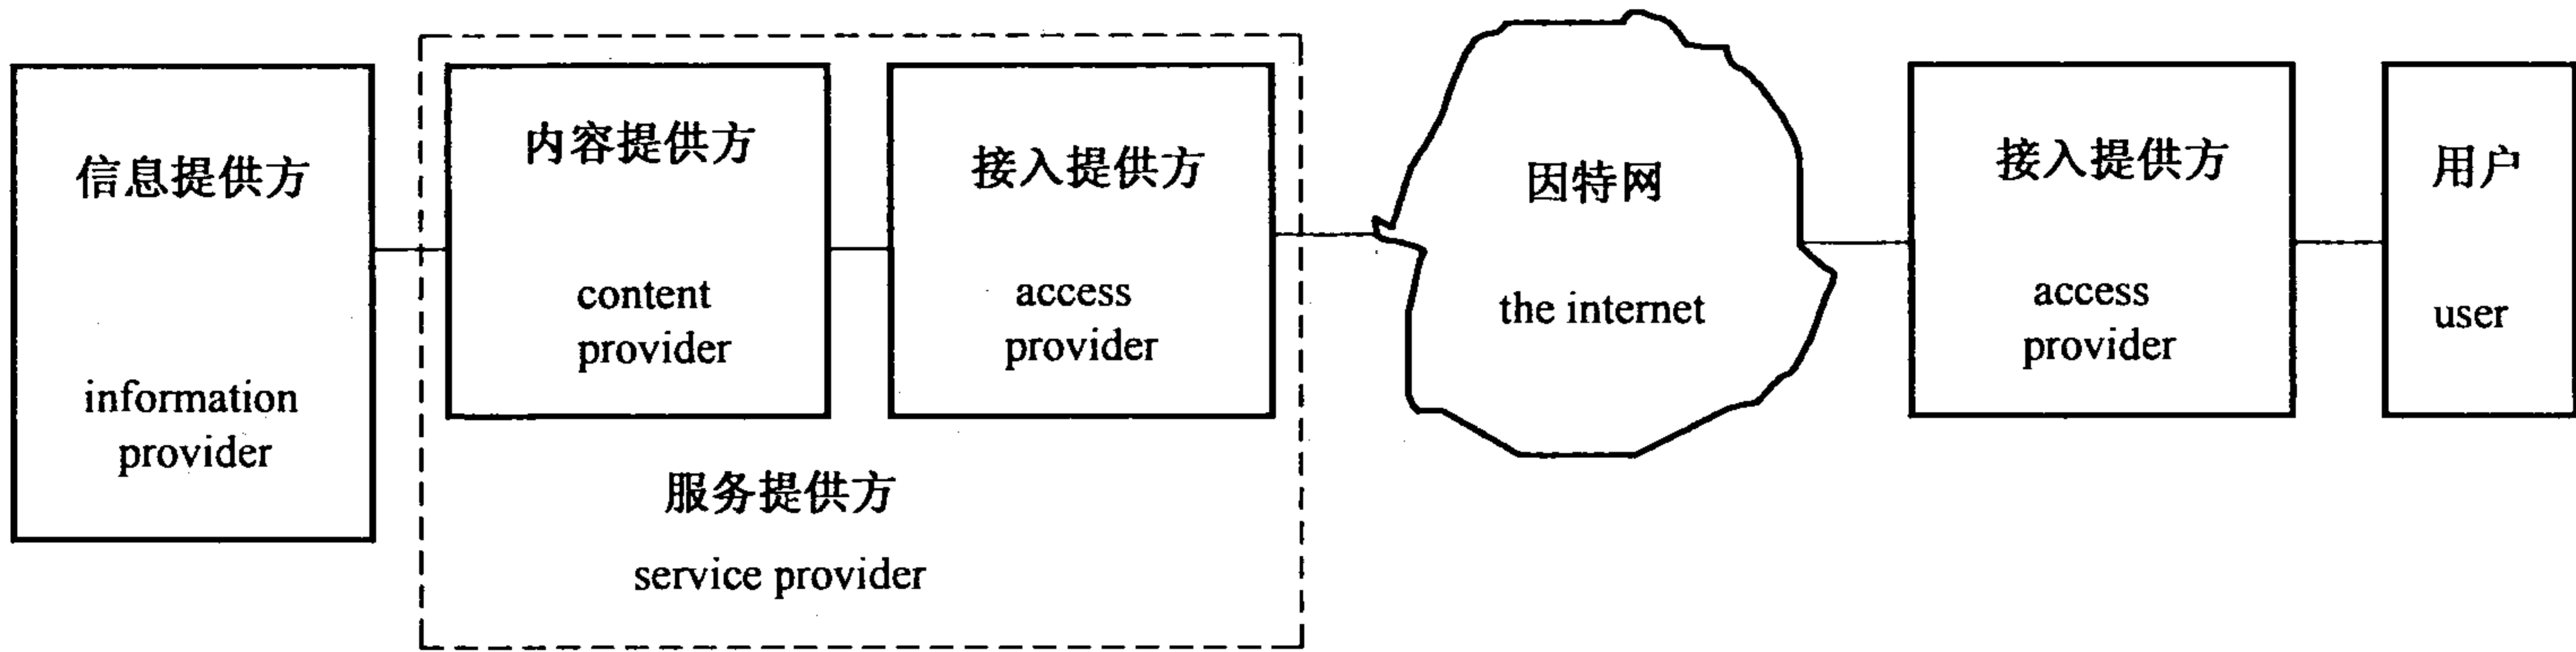 信息提供方
information
provider
内容提供方
content
provider
接入提供方
access
provider
服务提供方
service provider
因特网
the internet
接入提供方
access
provider
用户
user